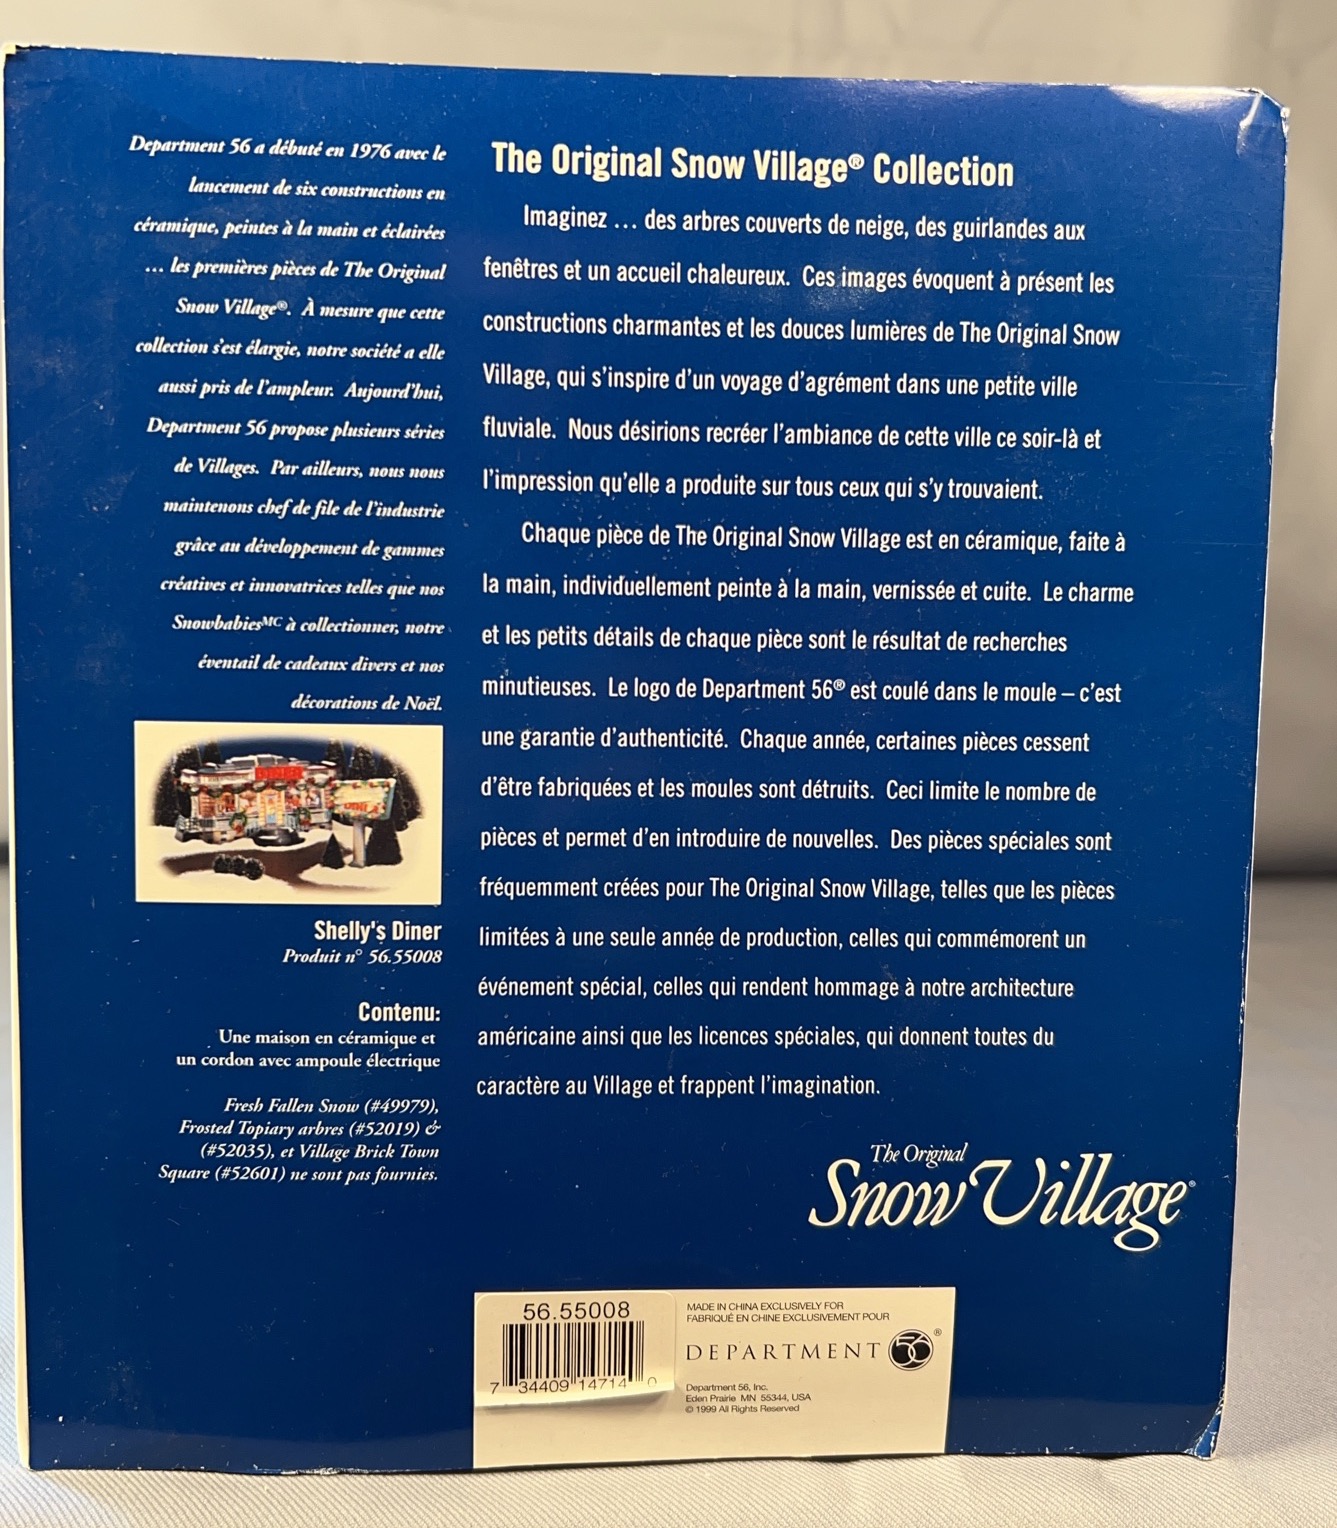 Department 56 a débuté en 1976 avec le
lancement de six constructions en
céramique, peintes à la main et éclairées
... les premières pièces de The Original
Snow Village®. À mesure que cette
collection s'est élargie, notre société a elle
aussi pris de l'ampleur. Aujourd'hui,
Department 56 propose plusieurs séries
de Villages. Par ailleurs, nous nous
maintenons chef de file de l'industrie
grâce au développement de gammes
créatives et innovatrices telles que nos
Snowbabies MC à collectionner, notre
éventail de cadeaux divers et nos
décorations de Noël.
DINER
Shelly's Diner
Produit n° 56.55008
Contenu:
Une maison en céramique et
un cordon avec ampoule électrique
Fresh Fallen Snow (#49979),
Frosted Topiary arbres (#52019) &
(#52035), et Village Brick Town
Square (#52601) ne sont pas fournies.
The Original Snow Village® Collection
Imaginez ... des arbres couverts de neige, des guirlandes aux
fenêtres et un accueil chaleureux. Ces images évoquent à présent les
constructions charmantes et les douces lumières de The Original Snow
Village, qui s'inspire d'un voyage d'agrément dans une petite ville
fluviale. Nous désirions recréer l'ambiance de cette ville ce soir-là et
l'impression qu'elle a produite sur tous ceux qui s'y trouvaient.
Chaque pièce de The Original Snow Village est en céramique, faite à
la main, individuellement peinte à la main, vernissée et cuite. Le charme
et les petits détails de chaque pièce sont le résultat de recherches
minutieuses. Le logo de Department 56® est coulé dans le moule – c'est
une garantie d'authenticité. Chaque année, certaines pièces cessent
d'être fabriquées et les moules sont détruits. Ceci limite le nombre de
pièces et permet d'en introduire de nouvelles. Des pièces spéciales sont
fréquemment créées pour The Original Snow Village, telles que les pièces
limitées à une seule année de production, celles qui commémorent un
événement spécial, celles qui rendent hommage à notre architecture
américaine ainsi que les licences spéciales, qui donnent toutes du
caractère au Village et frappent l'imagination.
The Original
Snow Village®
56.55008
7 34409 14714 0
MADE IN CHINA EXCLUSIVELY FOR
FABRIQUÉ EN CHINE EXCLUSIVEMENT POUR
DEPARTMENT 56®
Department 56, Inc.
Eden Prairie MN 55344, USA
© 1999 All Rights Reserved